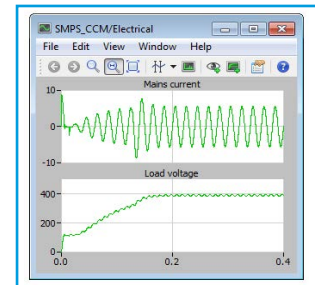 SMPS_CCM/Electrical
File Edit View Window Help
Mains current
10
0
-10
Load voltage
400
200
0
0.0 0.2 0.4